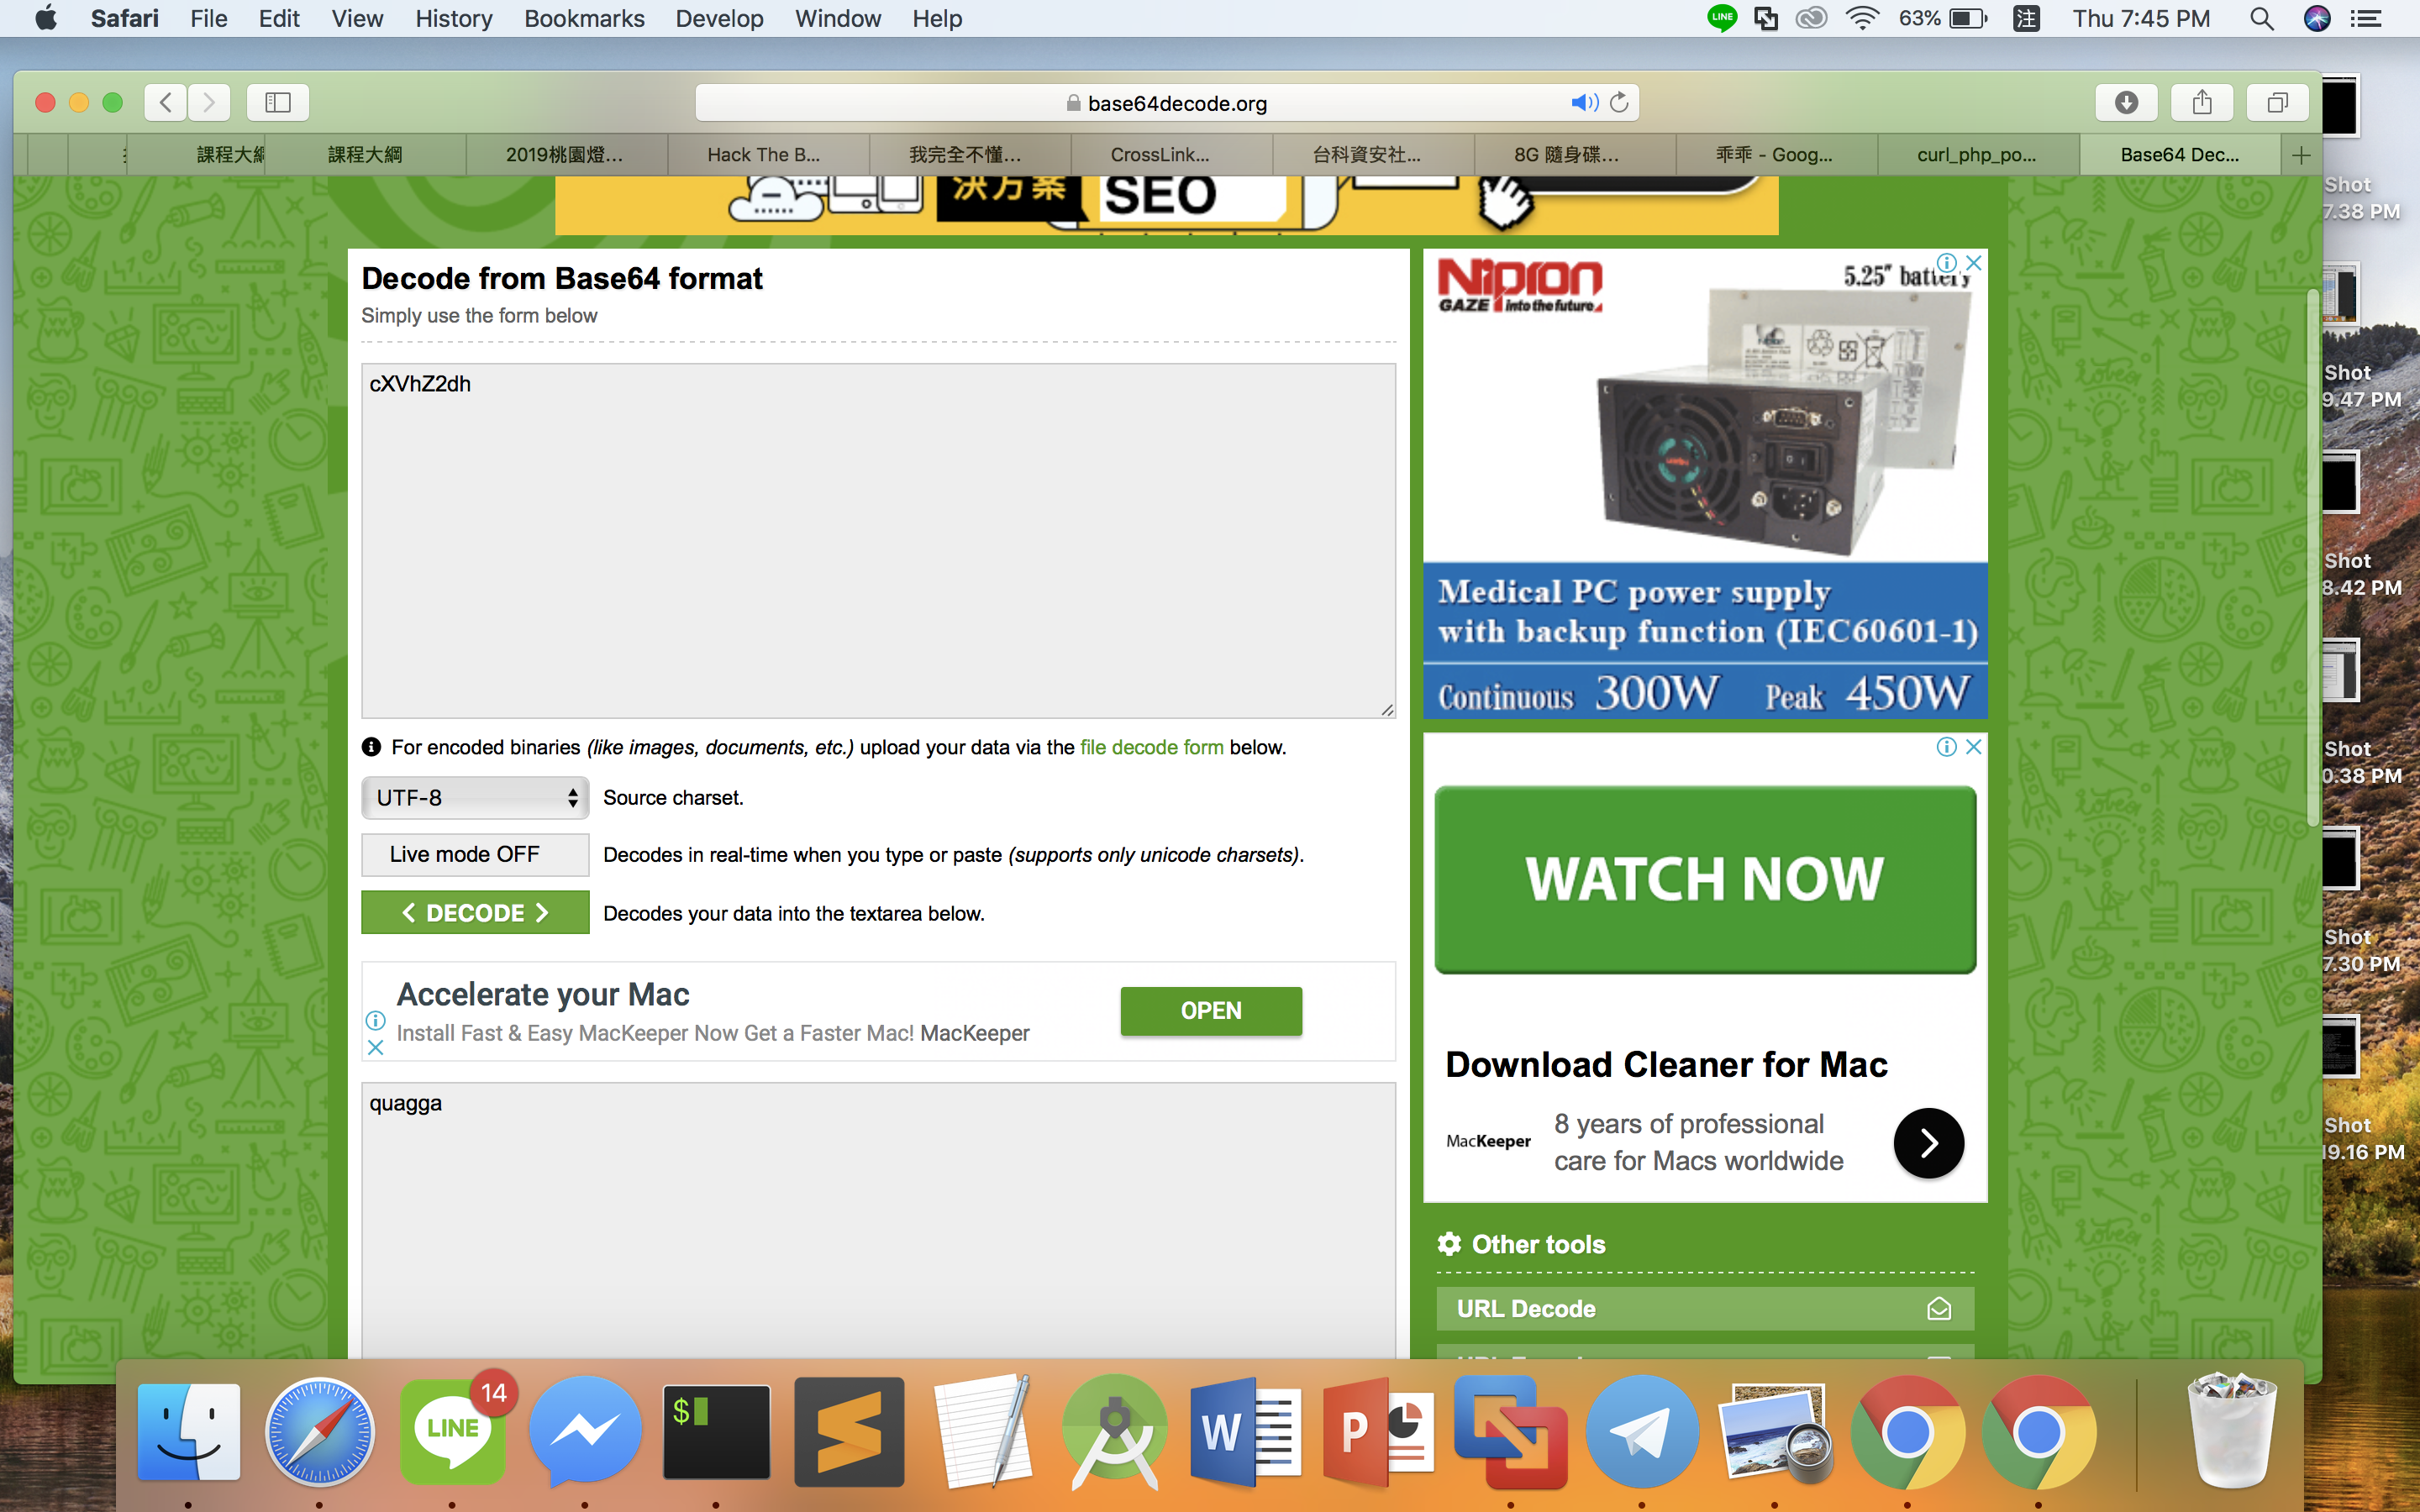 Safari File Edit View History Bookmarks Develop Window Help
LINE 63% 注 Thu 7:45 PM
base64decode.org
課程大綱 課程大綱 2019桃園燈... Hack The B... 我完全不懂... CrossLink... 台科資安社... 8G 隨身碟... 乖乖 - Goog... curl_php_po... Base64 Dec...
決方案 SEO
Decode from Base64 format
Simply use the form below
cXVhZ2dh
For encoded binaries (like images, documents, etc.) upload your data via the file decode form below.
UTF-8 Source charset.
Live mode OFF Decodes in real-time when you type or paste (supports only unicode charsets).
< DECODE > Decodes your data into the textarea below.
Accelerate your Mac
Install Fast & Easy MacKeeper Now Get a Faster Mac! MacKeeper
OPEN
quagga
Nipron
GAZE into the future
5.25" battery
Medical PC power supply
with backup function (IEC60601-1)
Continuous 300W Peak 450W
WATCH NOW
Download Cleaner for Mac
MacKeeper
8 years of professional
care for Macs worldwide
Other tools
URL Decode
Shot
7.38 PM
Shot
9.47 PM
Shot
8.42 PM
Shot
0.38 PM
Shot
7.30 PM
Shot
19.16 PM
14
LINE
$
W
P